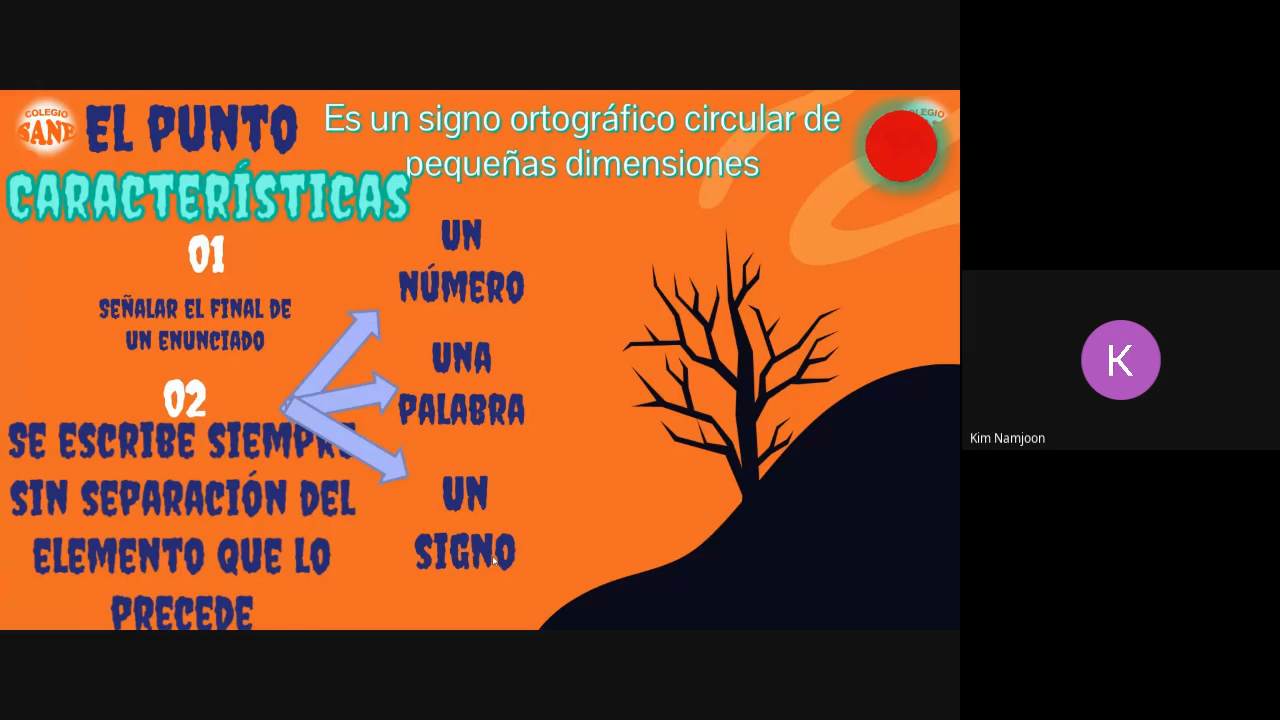 COLEGIO
SANE
EL PUNTO
Es un signo ortográfico circular de
pequeñas dimensiones
COLEGIO
CARACTERÍSTICAS
01
SEÑALAR EL FINAL DE
UN ENUNCIADO
02
SE ESCRIBE SIEMPRE
SIN SEPARACIÓN DEL
ELEMENTO QUE LO
PRECEDE
UN
NÚMERO
UNA
PALABRA
UN
SIGNO
K
Kim Namjoon